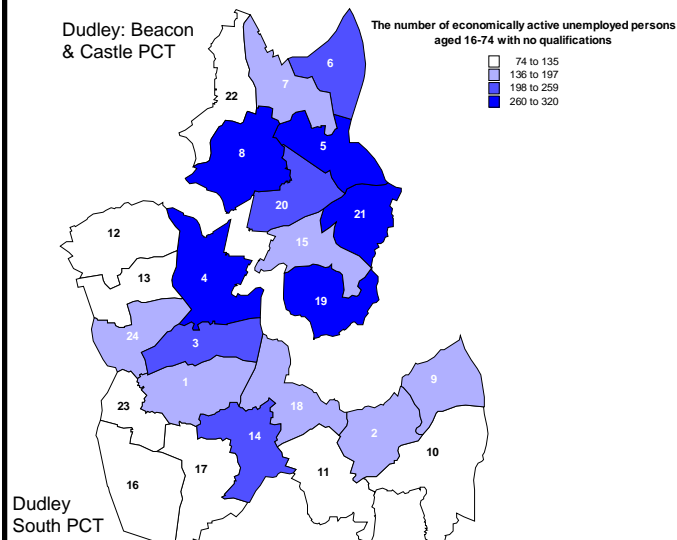 Dudley: Beacon
& Castle PCT
The number of economically active unemployed persons
aged 16-74 with no qualifications
74 to 135
136 to 197
198 to 259
260 to 320
6
7
22
5
8
20
21
15
12
13
4
19
24
3
1
9
23
18
14
2
10
17
11
16
Dudley
South PCT